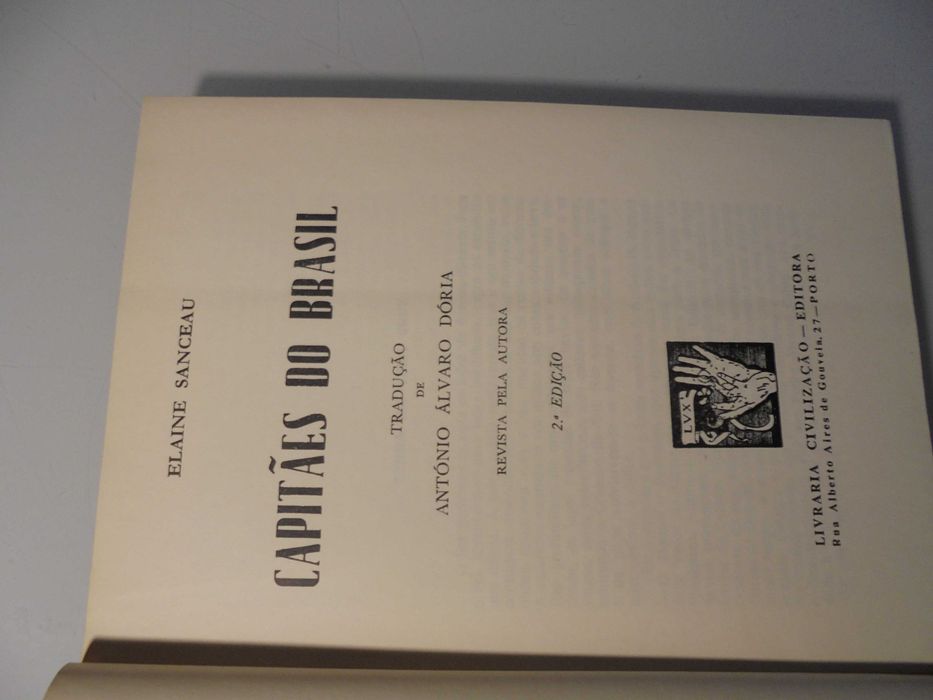 ELAINE SANCEAU
CAPITÃES DO BRASIL
TRADUÇÃO
DE
ANTÓNIO ÁLVARO DÓRIA
REVISTA PELA AUTORA
2.ª EDIÇÃO
LVX
LIVRARIA CIVILIZAÇÃO — EDITORA
Rua Alberto Aires de Gouveia, 27 — PORTO